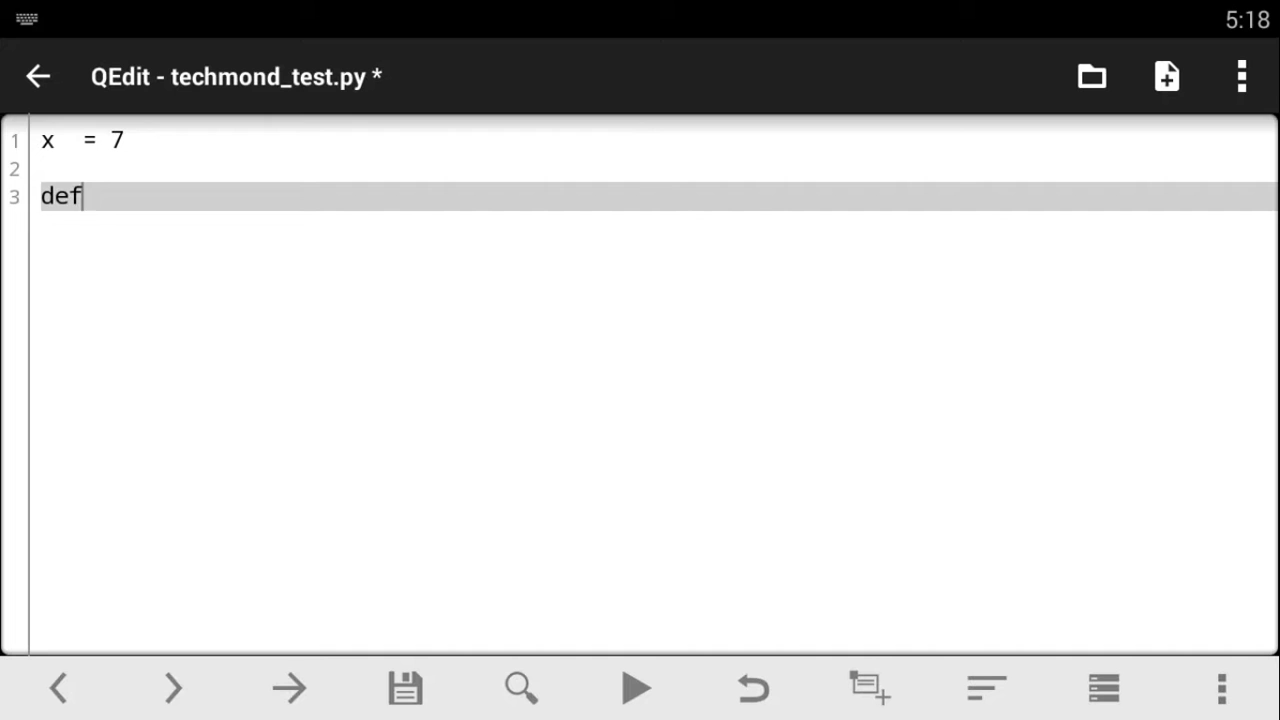 5:18
QEdit - techmond_test.py *
1 x  = 7
2
3 def